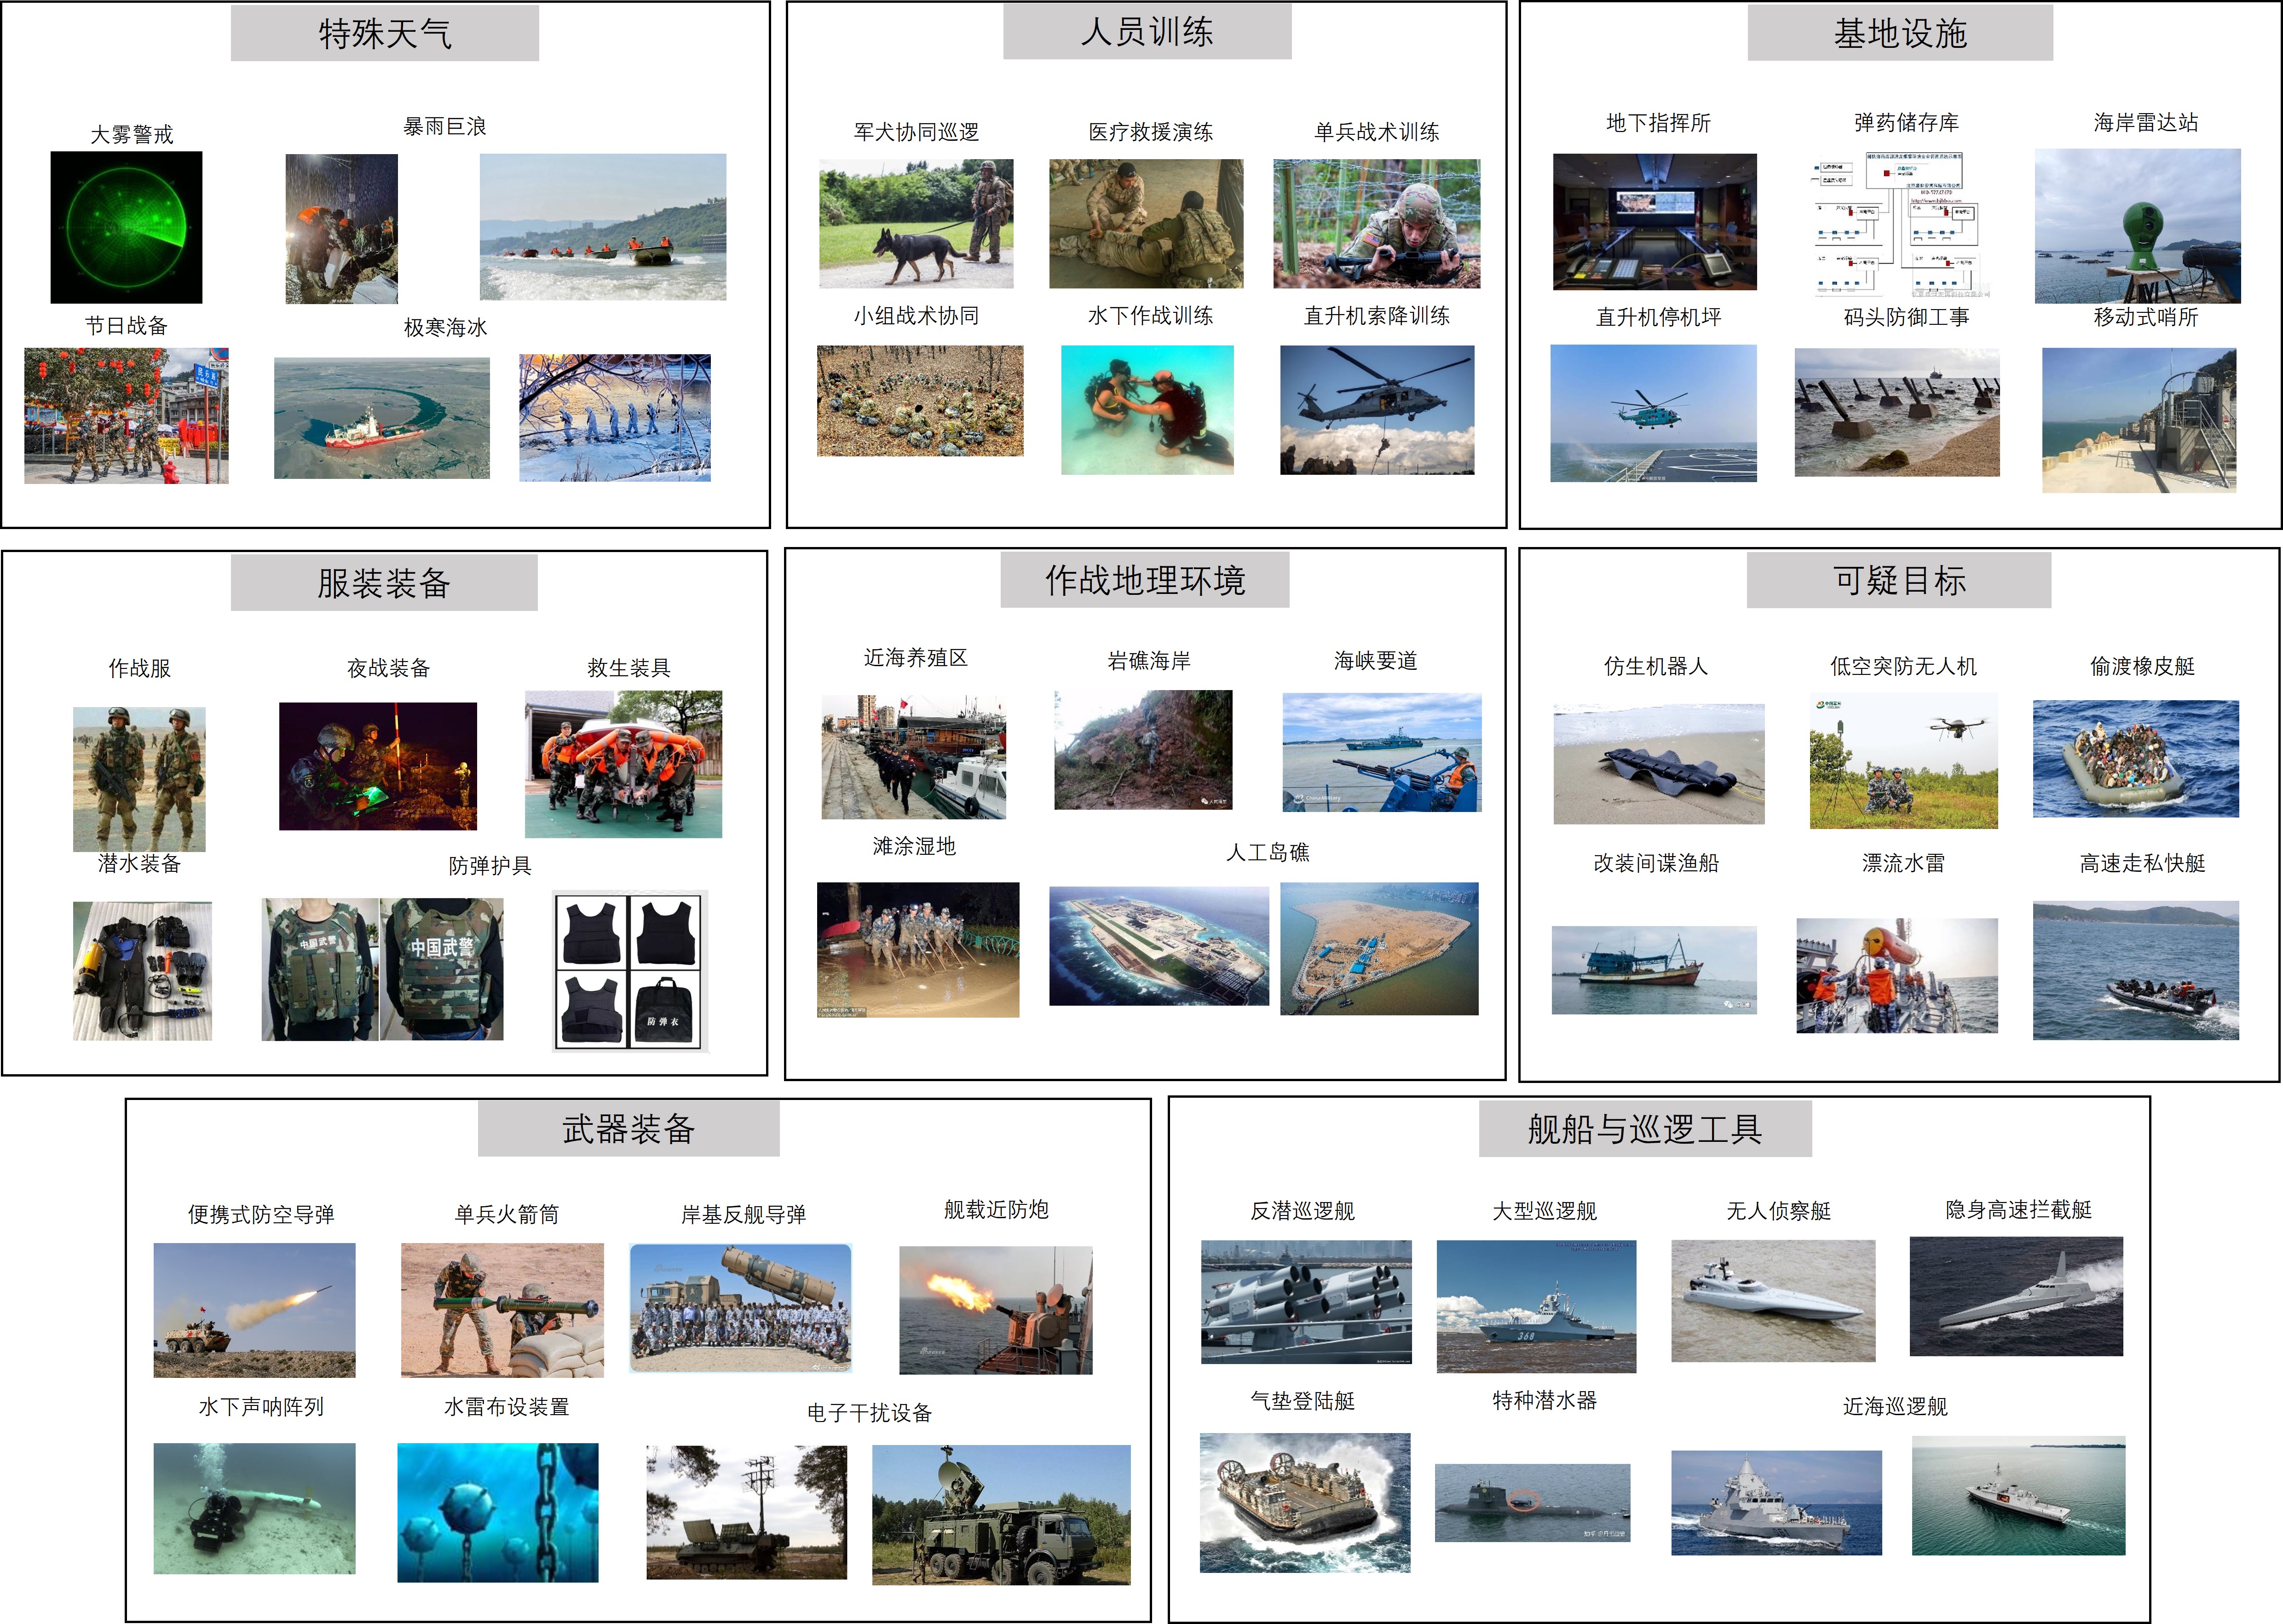 特殊天气
大雾警戒
暴雨巨浪
节日战备
极寒海冰
人员训练
军犬协同巡逻
医疗救援演练
单兵战术训练
小组战术协同
水下作战训练
直升机索降训练
基地设施
地下指挥所
弹药储存库
海岸雷达站
直升机停机坪
码头防御工事
移动式哨所
服装装备
作战服
夜战装备
救生装具
潜水装备
防弹护具
中国武警
中国武警
防弹衣
作战地理环境
近海养殖区
岩礁海岸
海峡要道
China Military
滩涂湿地
人工岛礁
可疑目标
仿生机器人
低空突防无人机
偷渡橡皮艇
改装间谍渔船
漂流水雷
高速走私快艇
武器装备
便携式防空导弹
单兵火箭筒
岸基反舰导弹
舰载近防炮
水下声呐阵列
水雷布设装置
电子干扰设备
舰船与巡逻工具
反潜巡逻舰
大型巡逻舰
无人侦察艇
隐身高速拦截艇
368
气垫登陆艇
特种潜水器
近海巡逻舰